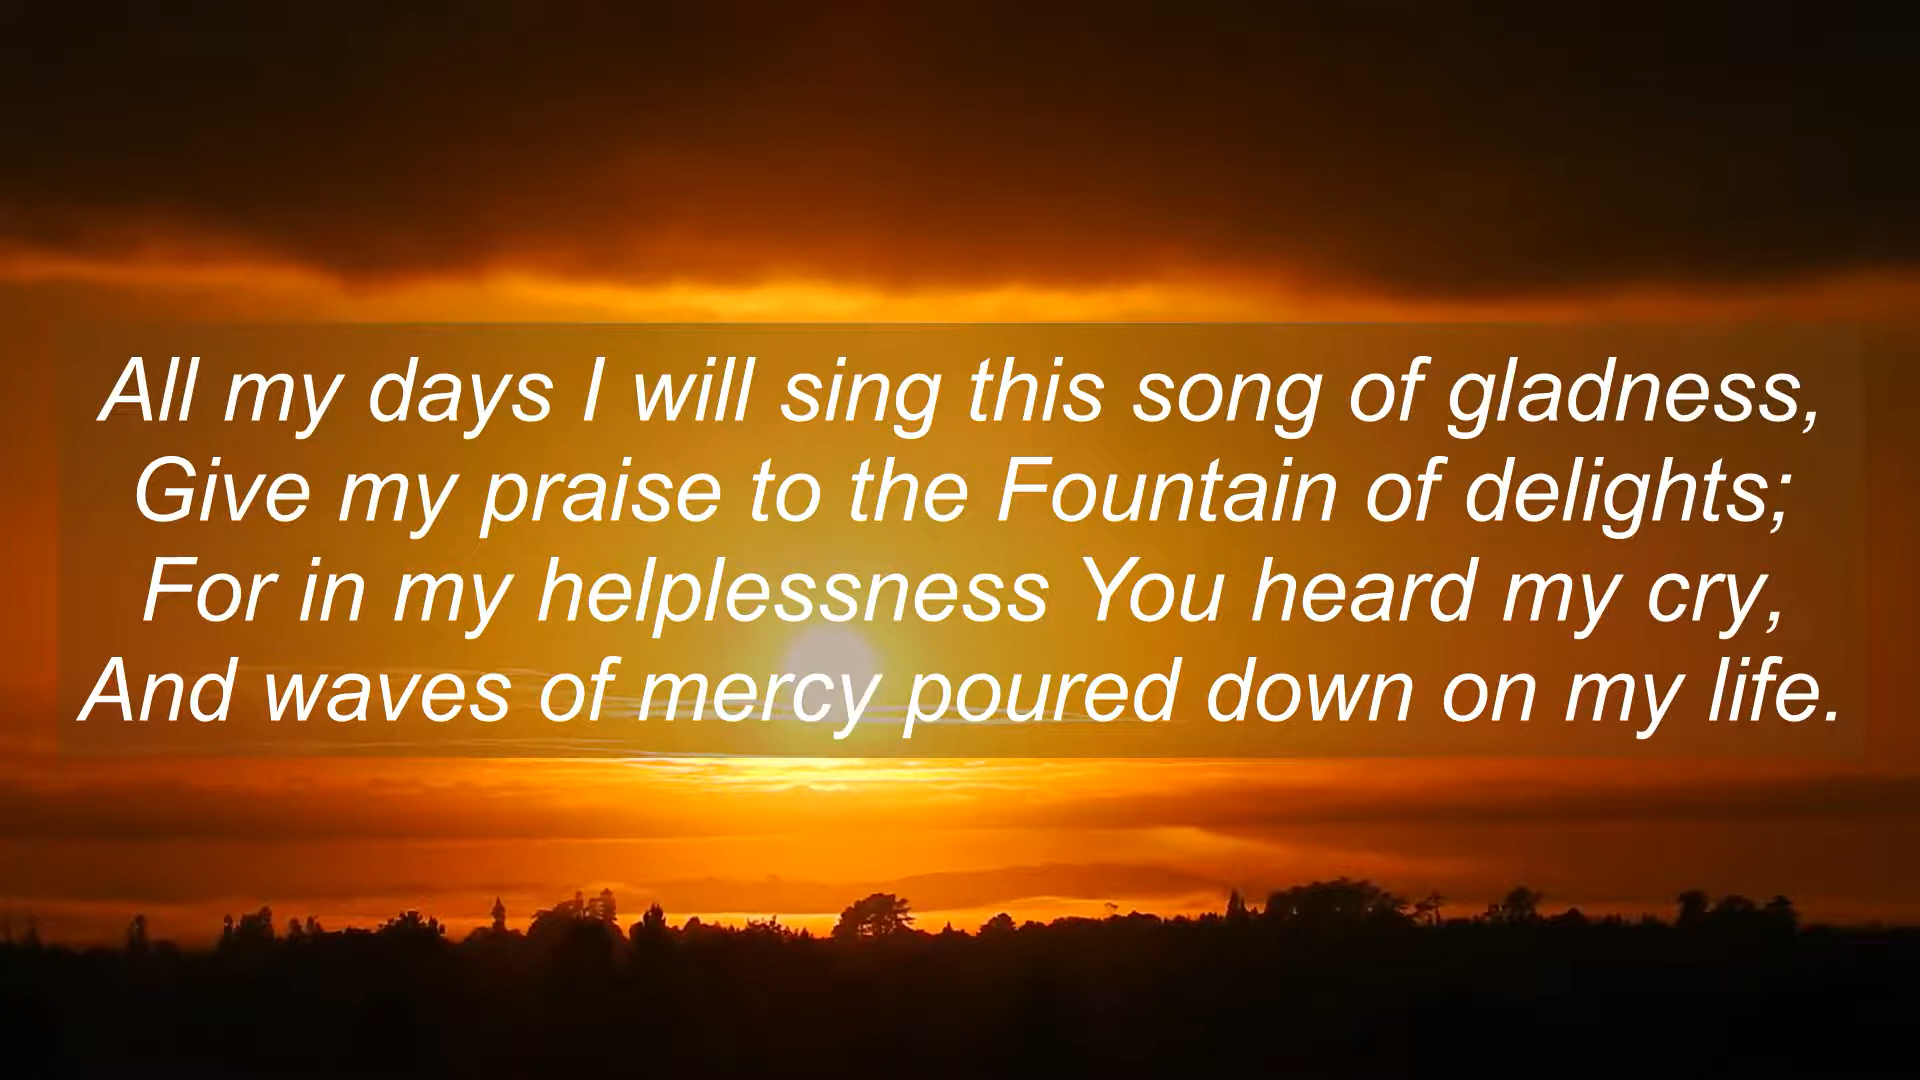 All my days I will sing this song of gladness,
Give my praise to the Fountain of delights;
For in my helplessness You heard my cry,
And waves of mercy poured down on my life.